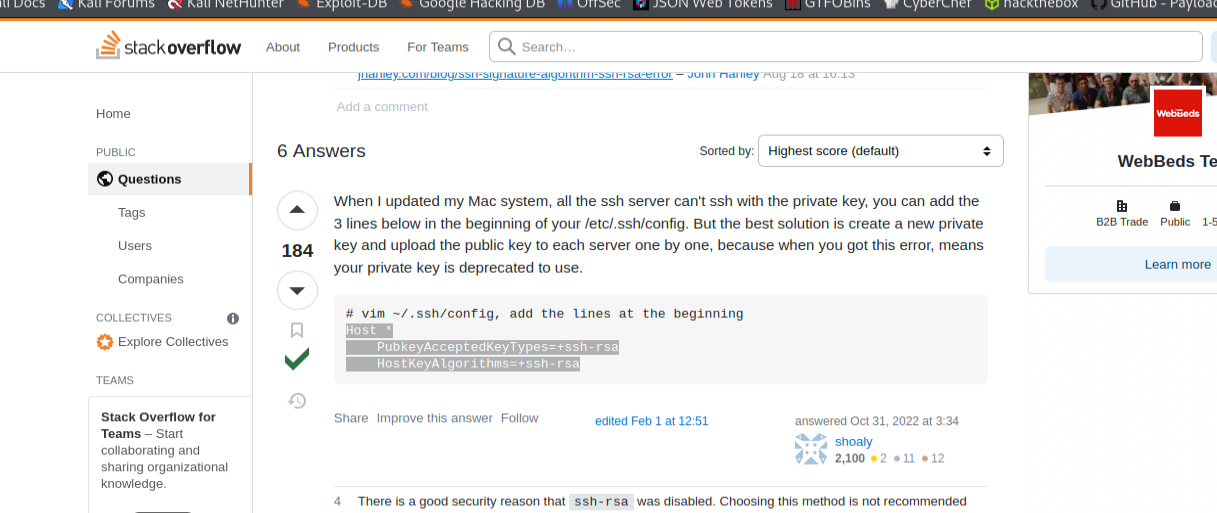 ali Docs Kali Forums Kali NetHunter Exploit-DB Google Hacking DB OffSec JSON Web Tokens GTFOBins CyberChef hackthebox GitHub - Payload
stackoverflow About Products For Teams Search…
jhanley.com/blog/ssh-signature-algorithm-ssh-rsa-error – John Hanley Aug 18 at 16:13
Add a comment
Home
PUBLIC
Questions
Tags
Users
Companies
COLLECTIVES
Explore Collectives
TEAMS
Stack Overflow for
Teams – Start
collaborating and
sharing organizational
knowledge.
6 Answers
Sorted by: Highest score (default)
184
When I updated my Mac system, all the ssh server can't ssh with the private key, you can add the
3 lines below in the beginning of your /etc/.ssh/config. But the best solution is create a new private
key and upload the public key to each server one by one, because when you got this error, means
your private key is deprecated to use.
# vim ~/.ssh/config, add the lines at the beginning
Host *
    PubkeyAcceptedKeyTypes=+ssh-rsa
    HostKeyAlgorithms=+ssh-rsa
Share Improve this answer Follow
edited Feb 1 at 12:51
answered Oct 31, 2022 at 3:34
shoaly
2,100 2 11 12
4 There is a good security reason that ssh-rsa was disabled. Choosing this method is not recommended
WebBeds
WebBeds Te
B2B Trade Public 1-5
Learn more